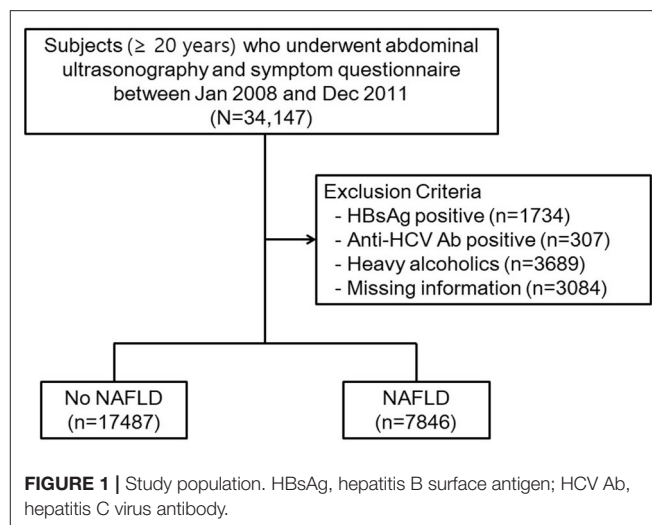 Subjects (≥ 20 years) who underwent abdominal
ultrasonography and symptom questionnaire
between Jan 2008 and Dec 2011
(N=34,147)
Exclusion Criteria
- HBsAg positive (n=1734)
- Anti-HCV Ab positive (n=307)
- Heavy alcoholics (n=3689)
- Missing information (n=3084)
No NAFLD
(n=17487)
NAFLD
(n=7846)
FIGURE 1 | Study population. HBsAg, hepatitis B surface antigen; HCV Ab,
hepatitis C virus antibody.